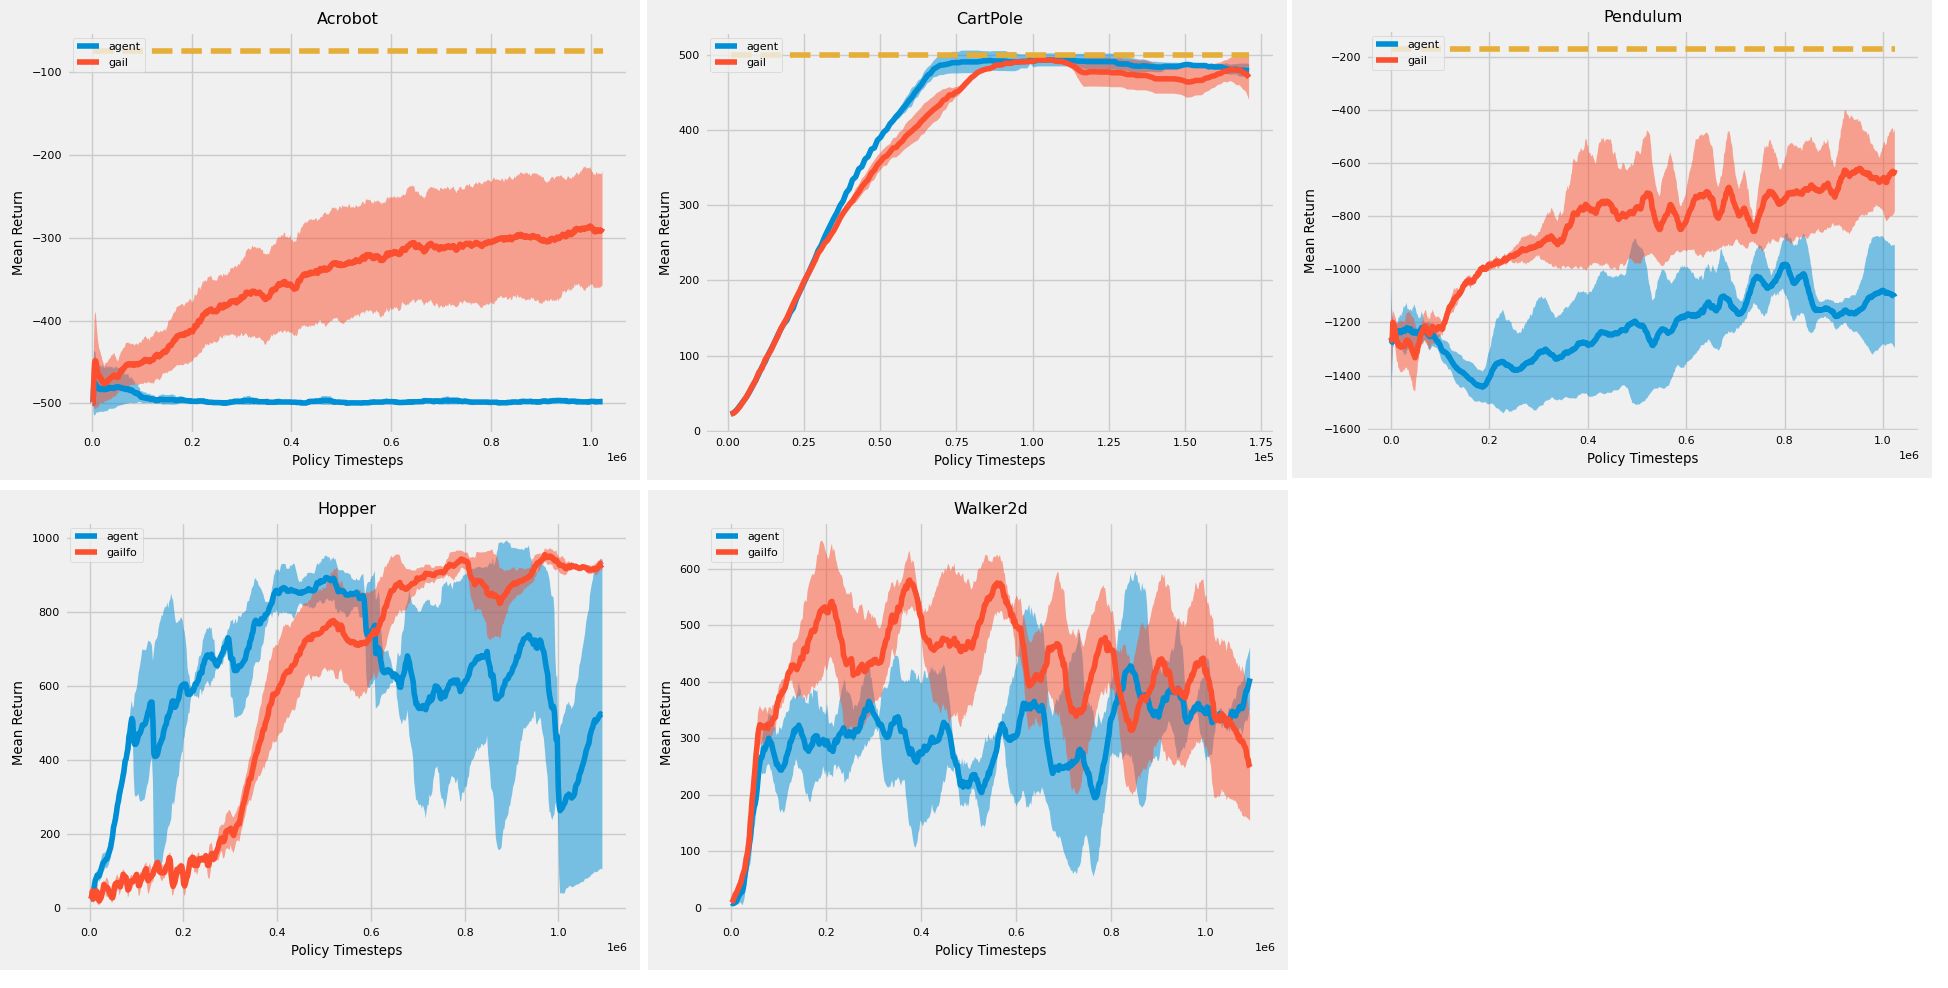 Acrobot
agent
gail
−100
−200
−300
−400
−500
Mean Return
0.0 0.2 0.4 0.6 0.8 1.0
1e6
Policy Timesteps
CartPole
agent
gail
500
400
300
200
100
0
Mean Return
0.00 0.25 0.50 0.75 1.00 1.25 1.50 1.75
1e5
Policy Timesteps
Pendulum
agent
gail
−200
−400
−600
−800
−1000
−1200
−1400
−1600
Mean Return
0.0 0.2 0.4 0.6 0.8 1.0
1e6
Policy Timesteps
Hopper
agent
gailfo
1000
800
600
400
200
0
Mean Return
0.0 0.2 0.4 0.6 0.8 1.0
1e6
Policy Timesteps
Walker2d
agent
gailfo
600
500
400
300
200
100
0
Mean Return
0.0 0.2 0.4 0.6 0.8 1.0
1e6
Policy Timesteps